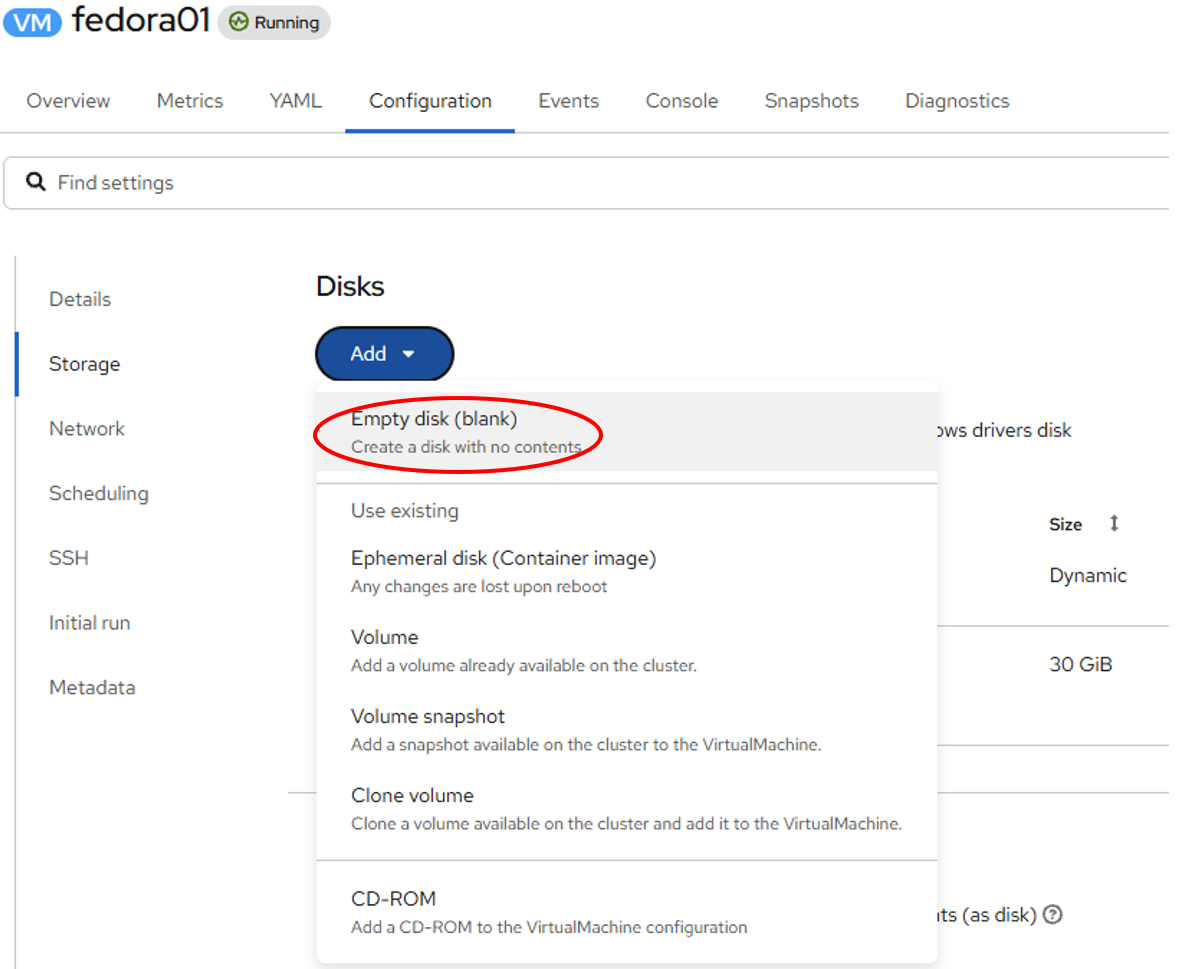 VM fedora01 Running
Overview Metrics YAML Configuration Events Console Snapshots Diagnostics
Find settings
Details
Storage
Network
Scheduling
SSH
Initial run
Metadata
Disks
Add
Empty disk (blank)
Create a disk with no contents
Use existing
Ephemeral disk (Container image)
Any changes are lost upon reboot
Volume
Add a volume already available on the cluster.
Volume snapshot
Add a snapshot available on the cluster to the VirtualMachine.
Clone volume
Clone a volume available on the cluster and add it to the VirtualMachine.
CD-ROM
Add a CD-ROM to the VirtualMachine configuration
drivers disk
Size
Dynamic
30 GiB
(as disk)